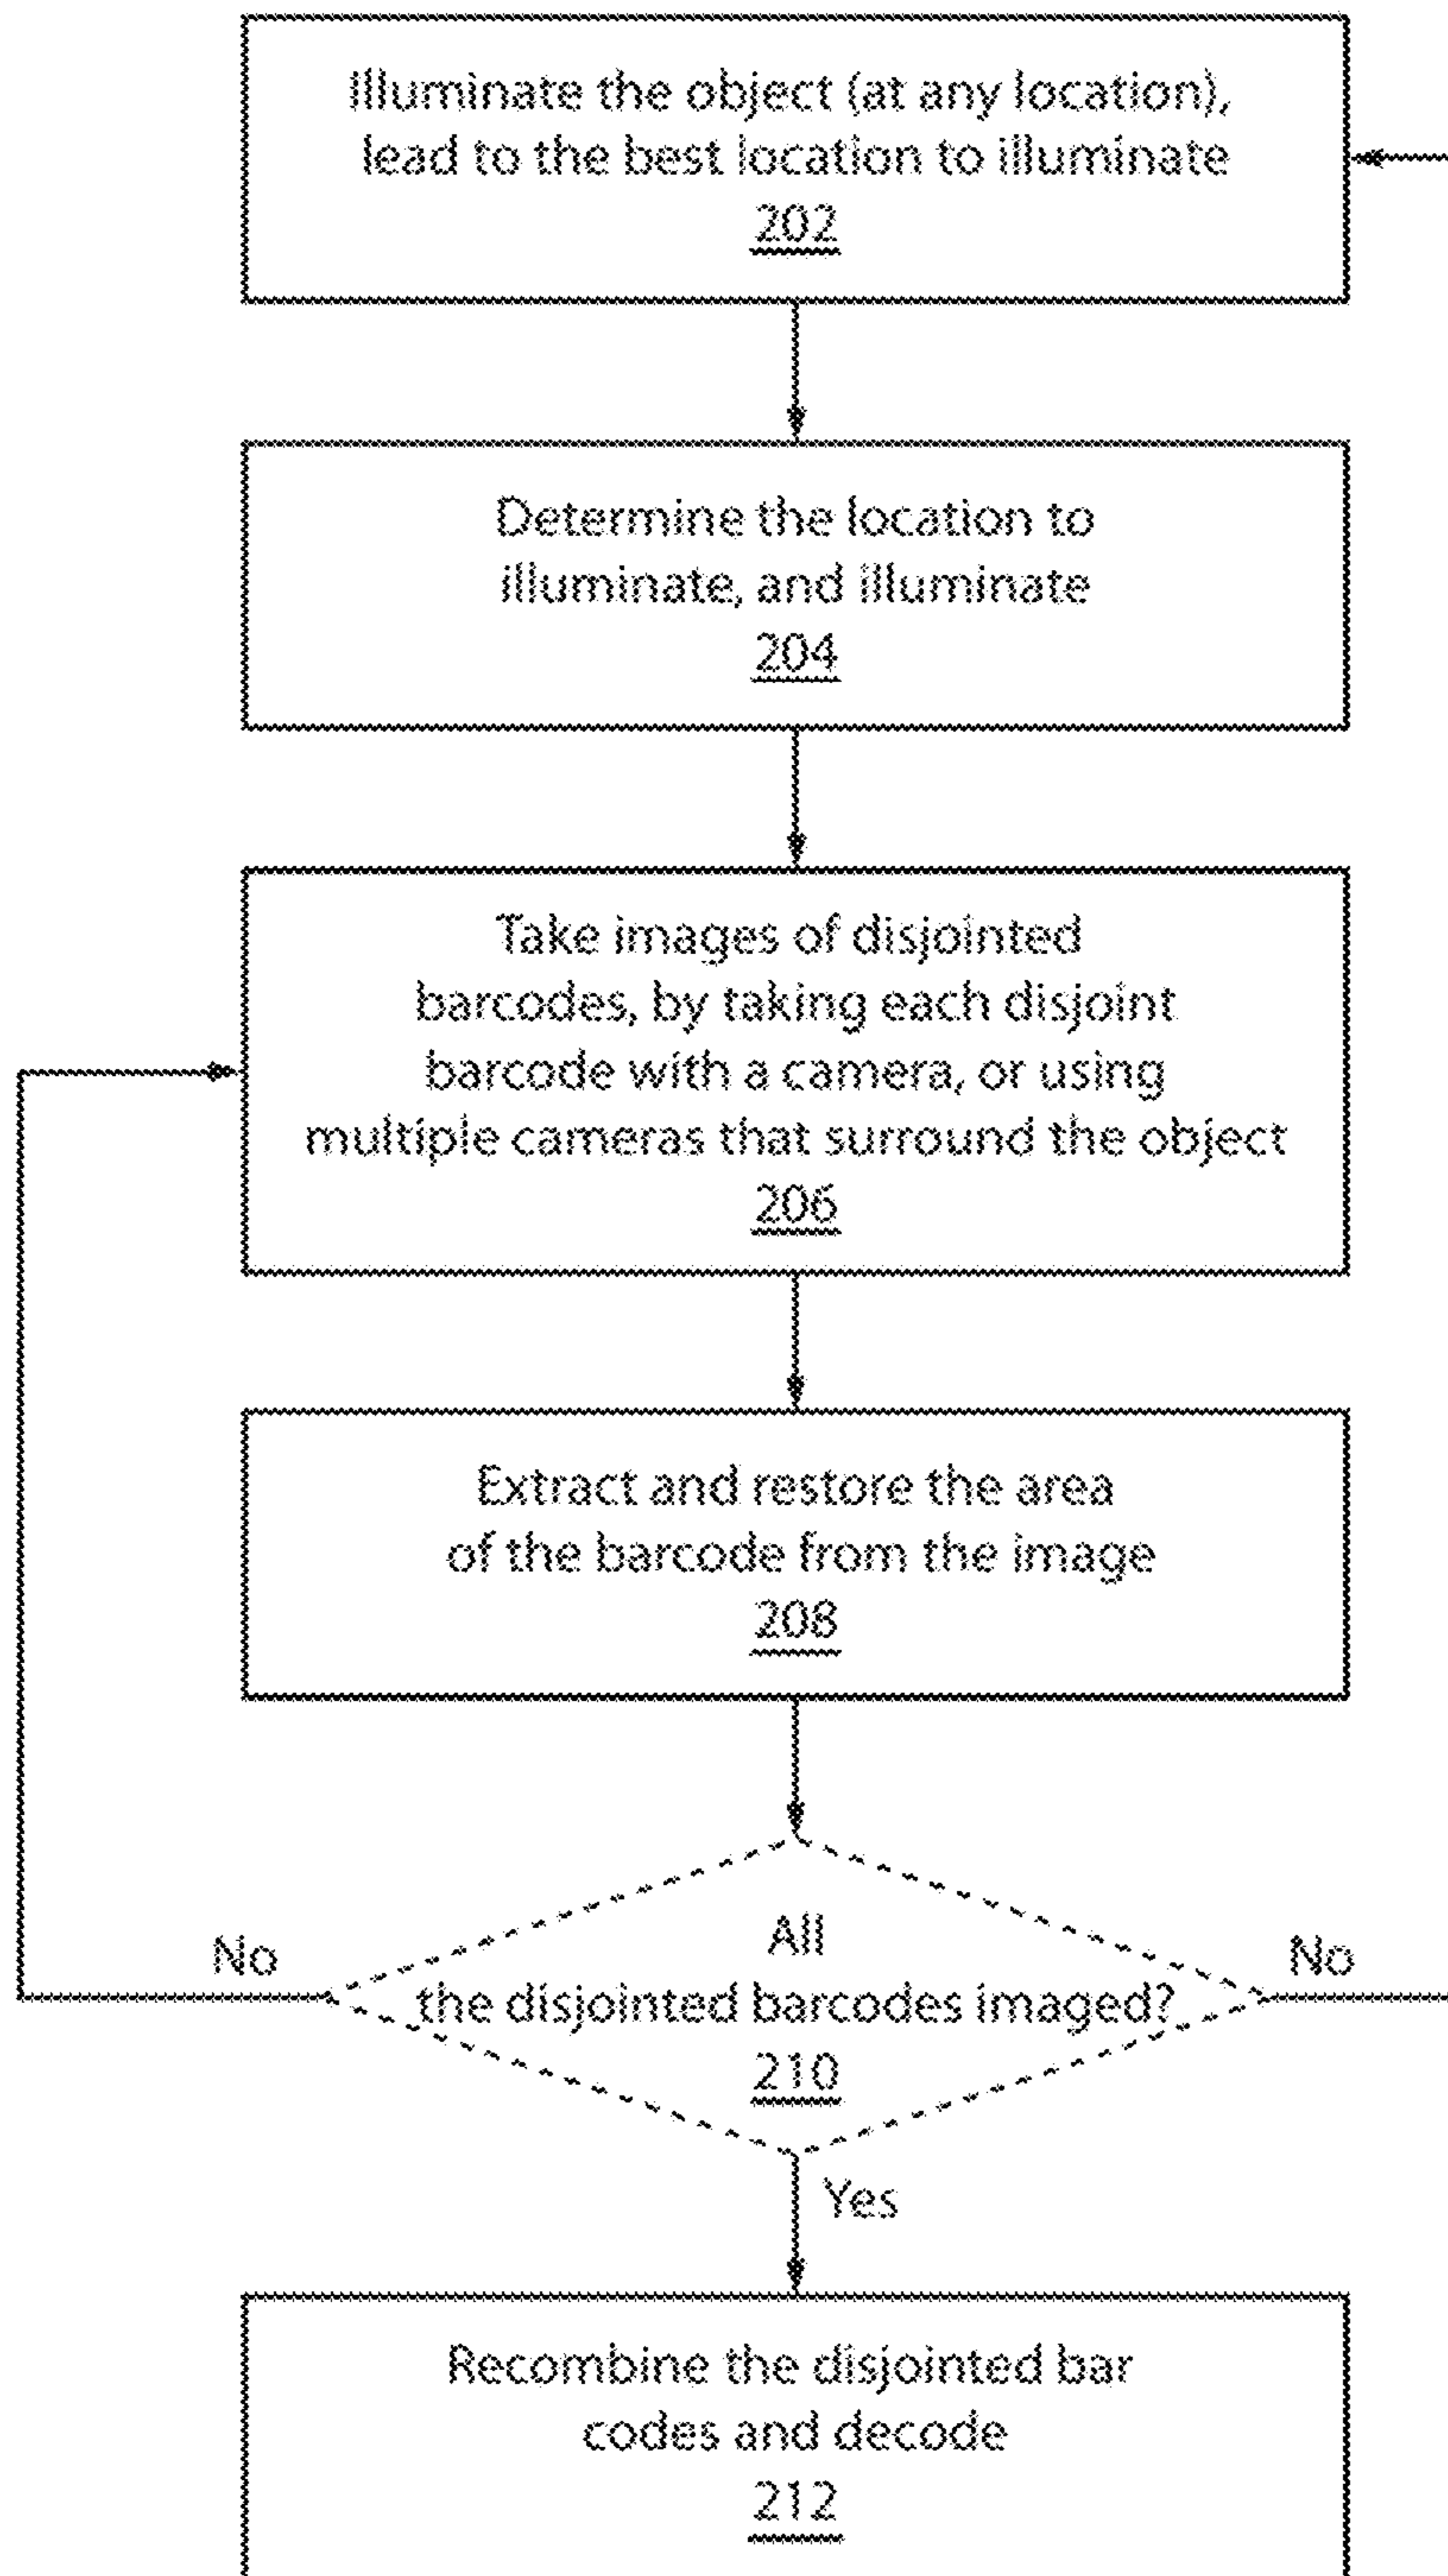 Illuminate the object (at any location),
lead to the best location to illuminate
202
Determine the location to
illuminate, and illuminate
204
Take images of disjointed
barcodes, by taking each disjoint
barcode with a camera, or using
multiple cameras that surround the object
206
Extract and restore the area
of the barcode from the image
208
No
All
the disjointed barcodes imaged?
210
No
Yes
Recombine the disjointed bar
codes and decode
212